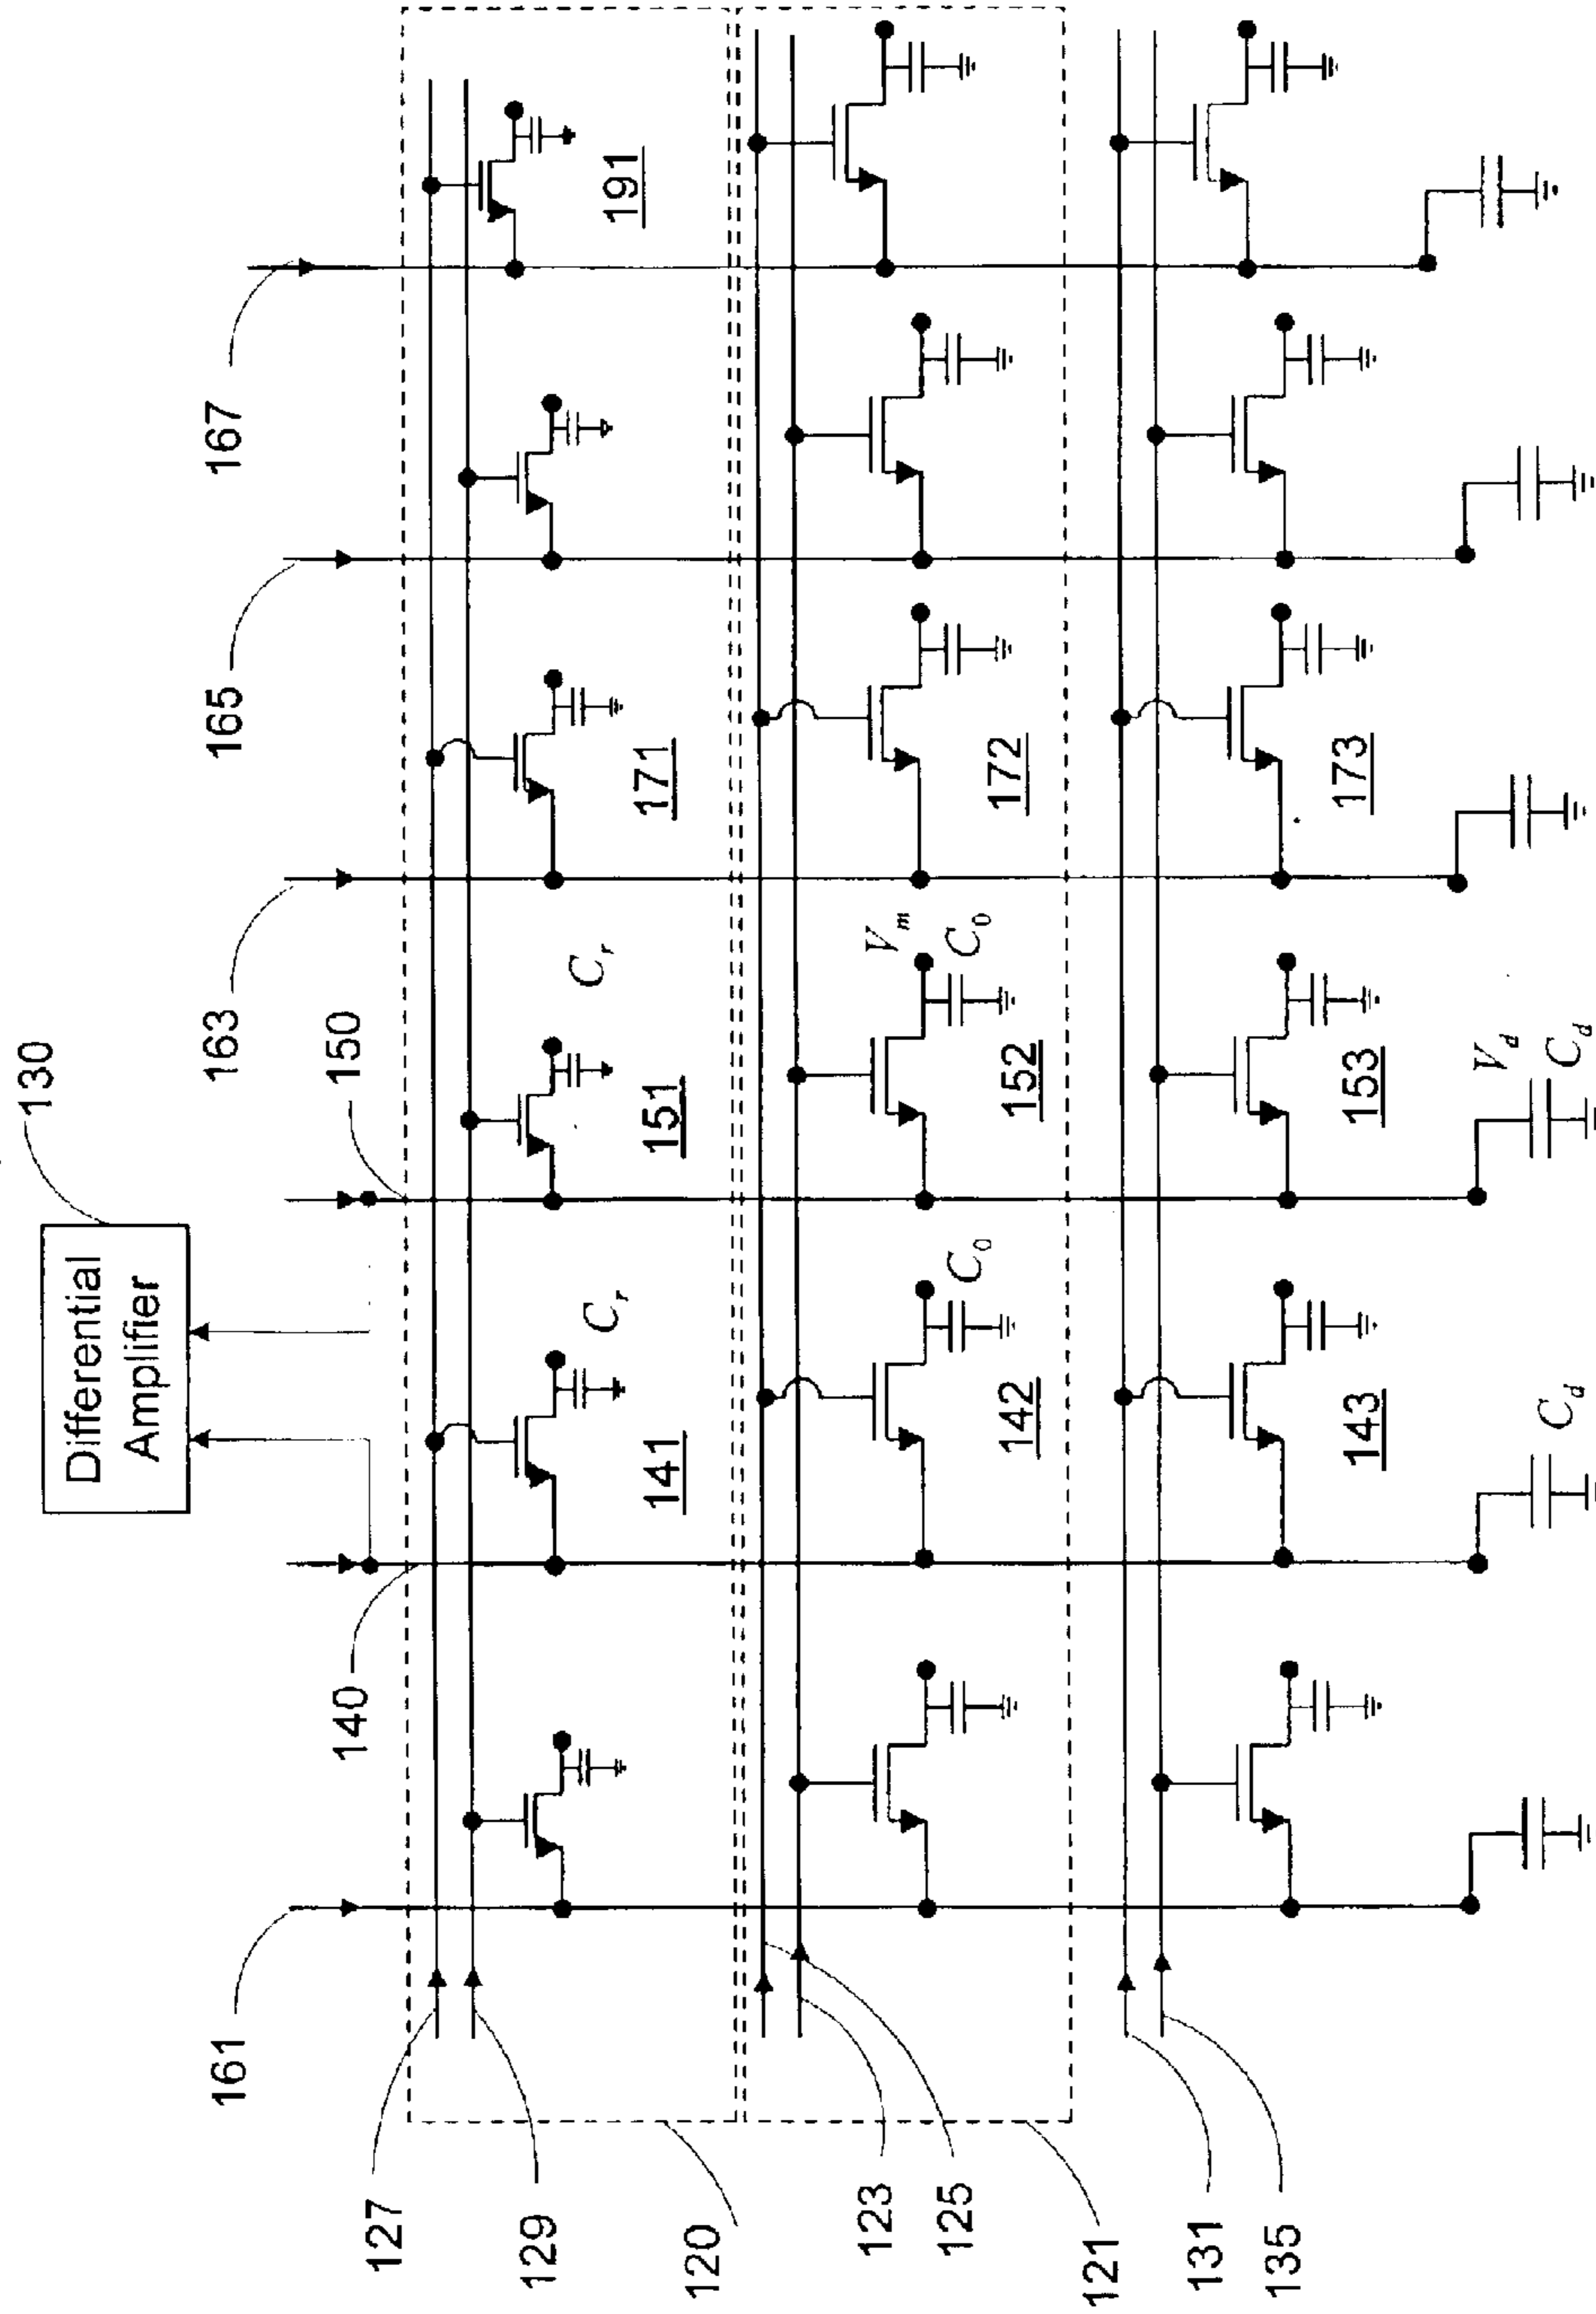 130
Differential
Amplifier
161
140
150
163
165
167
127
129
120
141
C_r
151
C_r
171
191
123
125
121
142
C_0
152
V_m
C_0
172
131
135
143
153
173
C_d
V_d
C_d